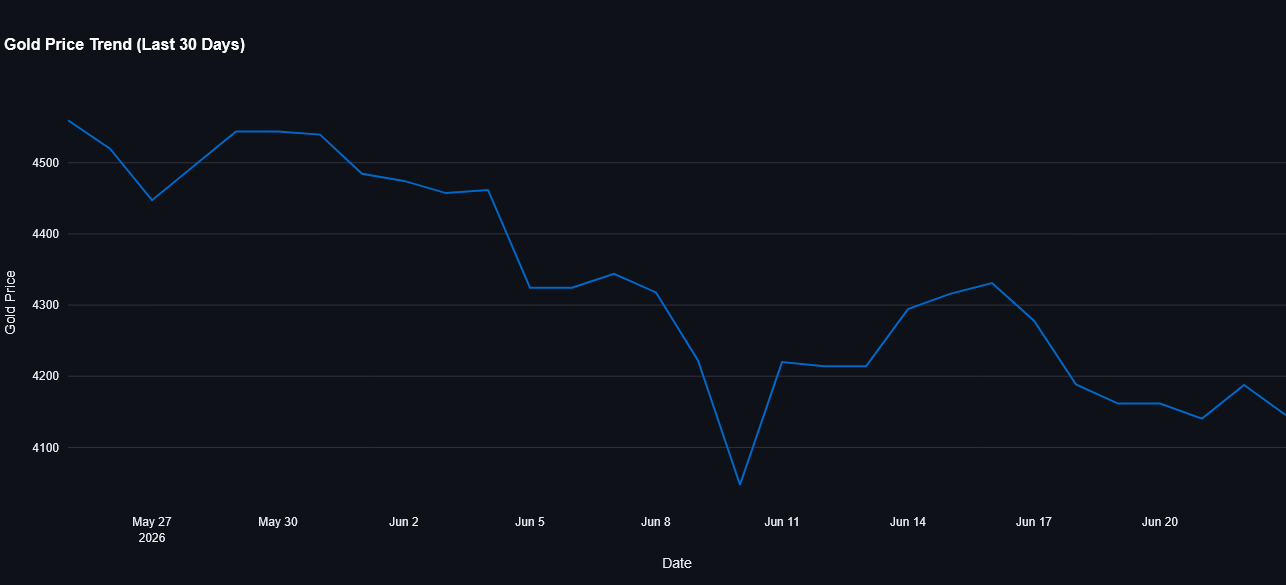 Gold Price Trend (Last 30 Days)
4500
4400
4300
4200
4100
Gold Price
May 27
2026
May 30
Jun 2
Jun 5
Jun 8
Jun 11
Jun 14
Jun 17
Jun 20
Date